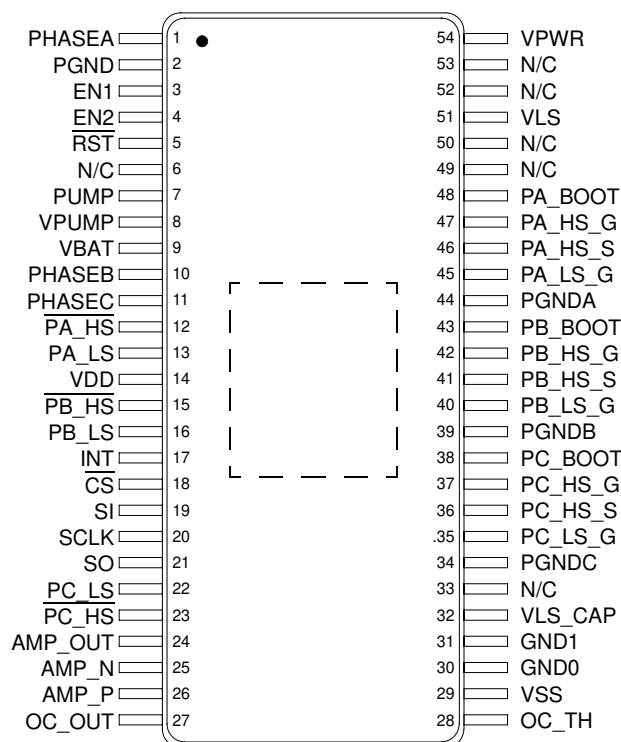 PHASEA 1 54 VPWR
PGND 2 53 N/C
EN1 3 52 N/C
EN2 4 51 VLS
R̅S̅T̅ 5 50 N/C
N/C 6 49 N/C
PUMP 7 48 PA_BOOT
VPUMP 8 47 PA_HS_G
VBAT 9 46 PA_HS_S
PHASEB 10 45 PA_LS_G
PHASEC 11 44 PGNDA
P̅A̅_̅H̅S̅ 12 43 PB_BOOT
PA_LS 13 42 PB_HS_G
VDD 14 41 PB_HS_S
P̅B̅_̅H̅S̅ 15 40 PB_LS_G
PB_LS 16 39 PGNDB
INT 17 38 PC_BOOT
C̅S̅ 18 37 PC_HS_G
SI 19 36 PC_HS_S
SCLK 20 .35 PC_LS_G
SO 21 34 PGNDC
PC_LS 22 33 N/C
P̅C̅_̅H̅S̅ 23 32 VLS_CAP
AMP_OUT 24 31 GND1
AMP_N 25 30 GND0
AMP_P 26 29 VSS
OC_OUT 27 28 OC_TH